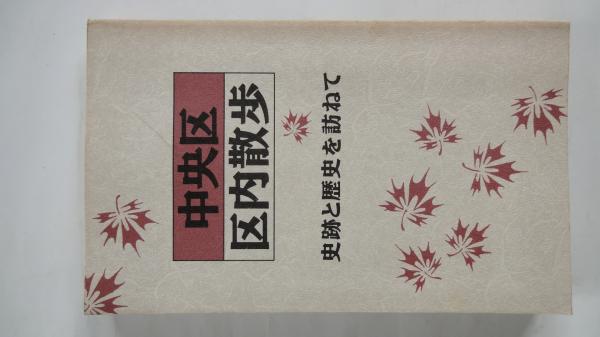 中央区
区内散歩
史跡と歴史を訪ねて